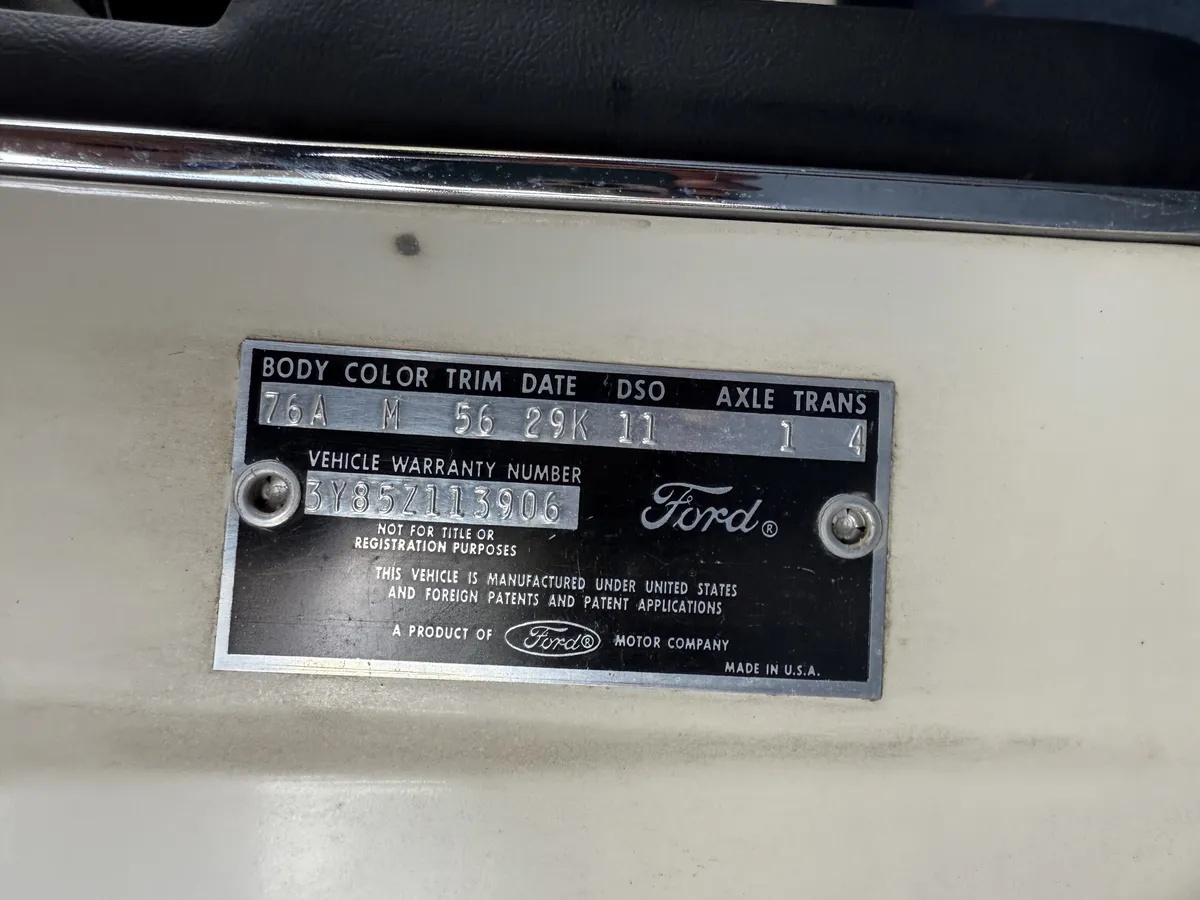 BODY COLOR TRIM DATE DSO AXLE TRANS
76A M 56 29K 11 1 4
VEHICLE WARRANTY NUMBER
3Y85Z113906
Ford®
NOT FOR TITLE OR
REGISTRATION PURPOSES
THIS VEHICLE IS MANUFACTURED UNDER UNITED STATES
AND FOREIGN PATENTS AND PATENT APPLICATIONS
A PRODUCT OF Ford® MOTOR COMPANY
MADE IN U.S.A.